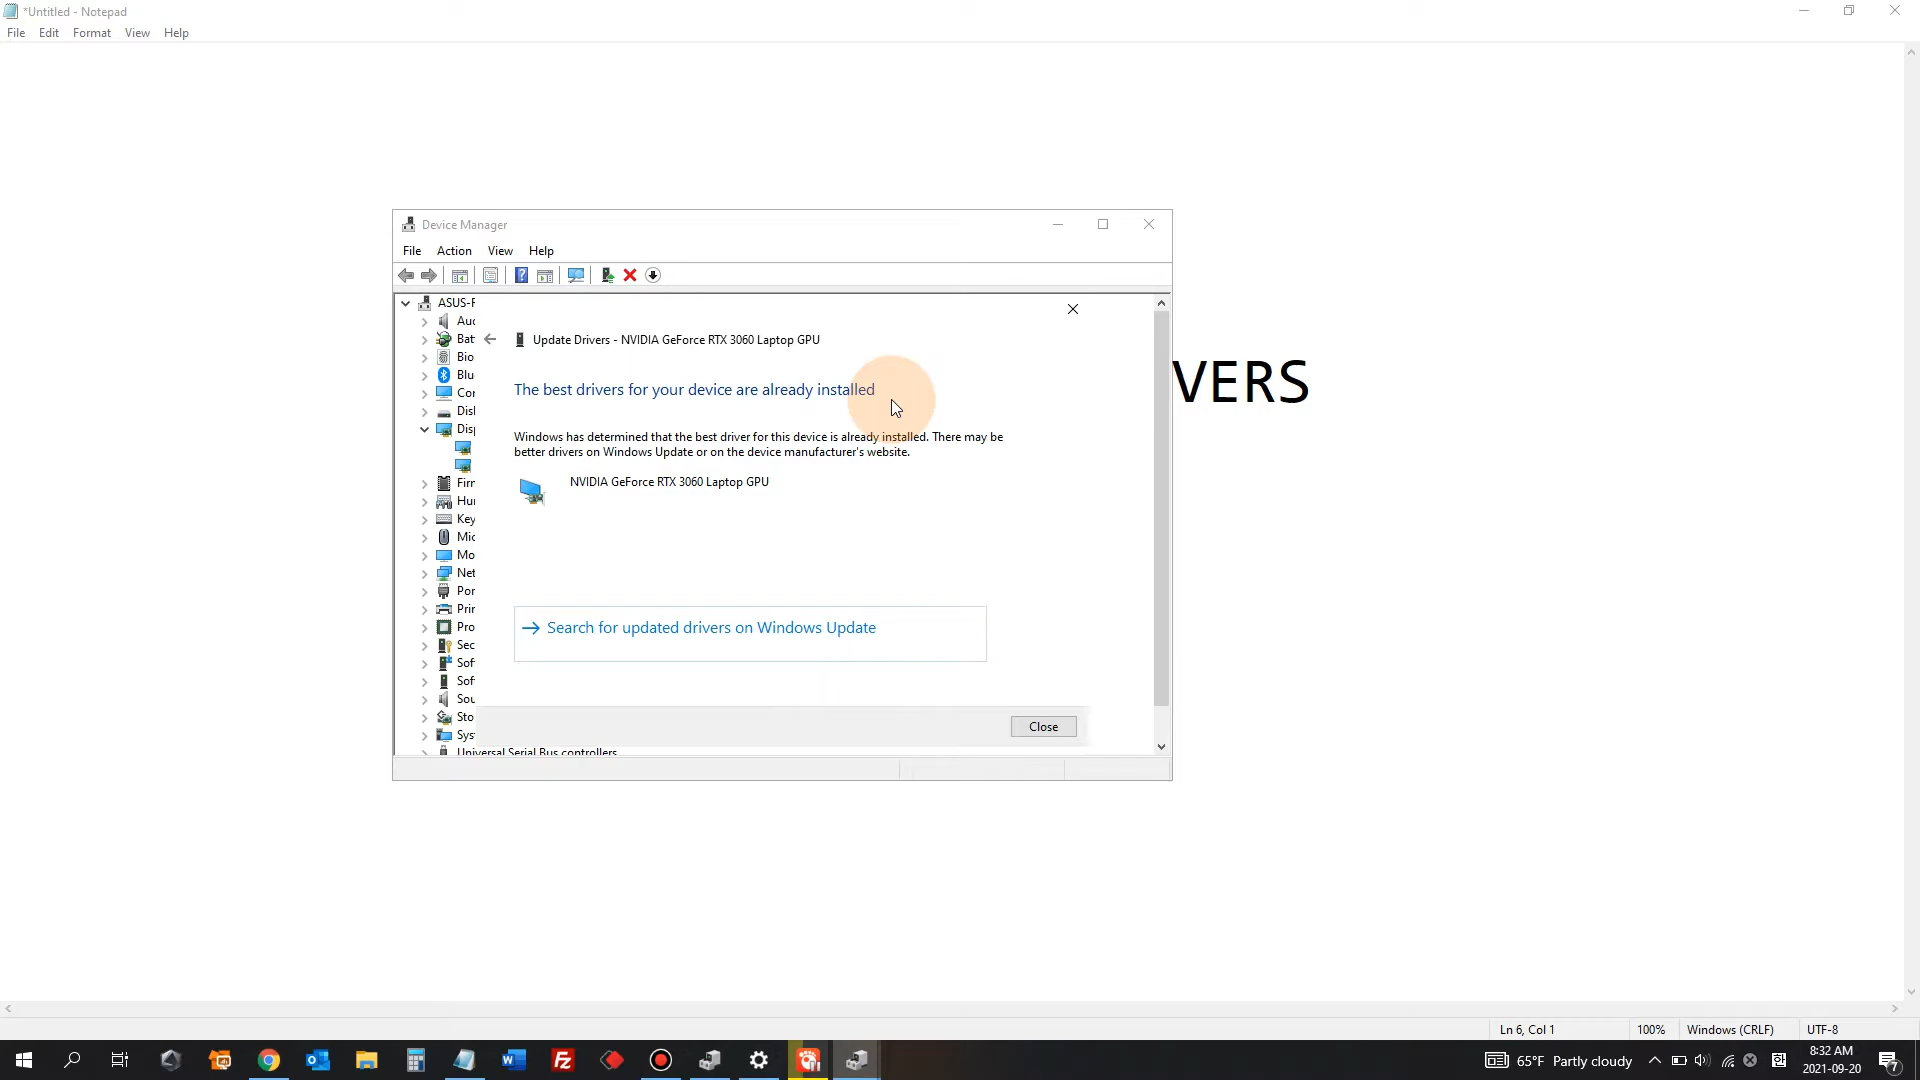 *Untitled - Notepad
File Edit Format View Help
VERS
Device Manager
File Action View Help
ASUS-F
Auc
Bat
Bio
Blu
Cor
Disl
Disp
Firr
Hur
Key
Mic
Mo
Net
Por
Prir
Pro
Sec
Sof
Sof
Sou
Sto
Sys
Universal Serial Bus controllers
Update Drivers - NVIDIA GeForce RTX 3060 Laptop GPU
The best drivers for your device are already installed
Windows has determined that the best driver for this device is already installed. There may be
better drivers on Windows Update or on the device manufacturer's website.
NVIDIA GeForce RTX 3060 Laptop GPU
Search for updated drivers on Windows Update
Close
Ln 6, Col 1 100% Windows (CRLF) UTF-8
65°F Partly cloudy
8:32 AM
2021-09-20
7